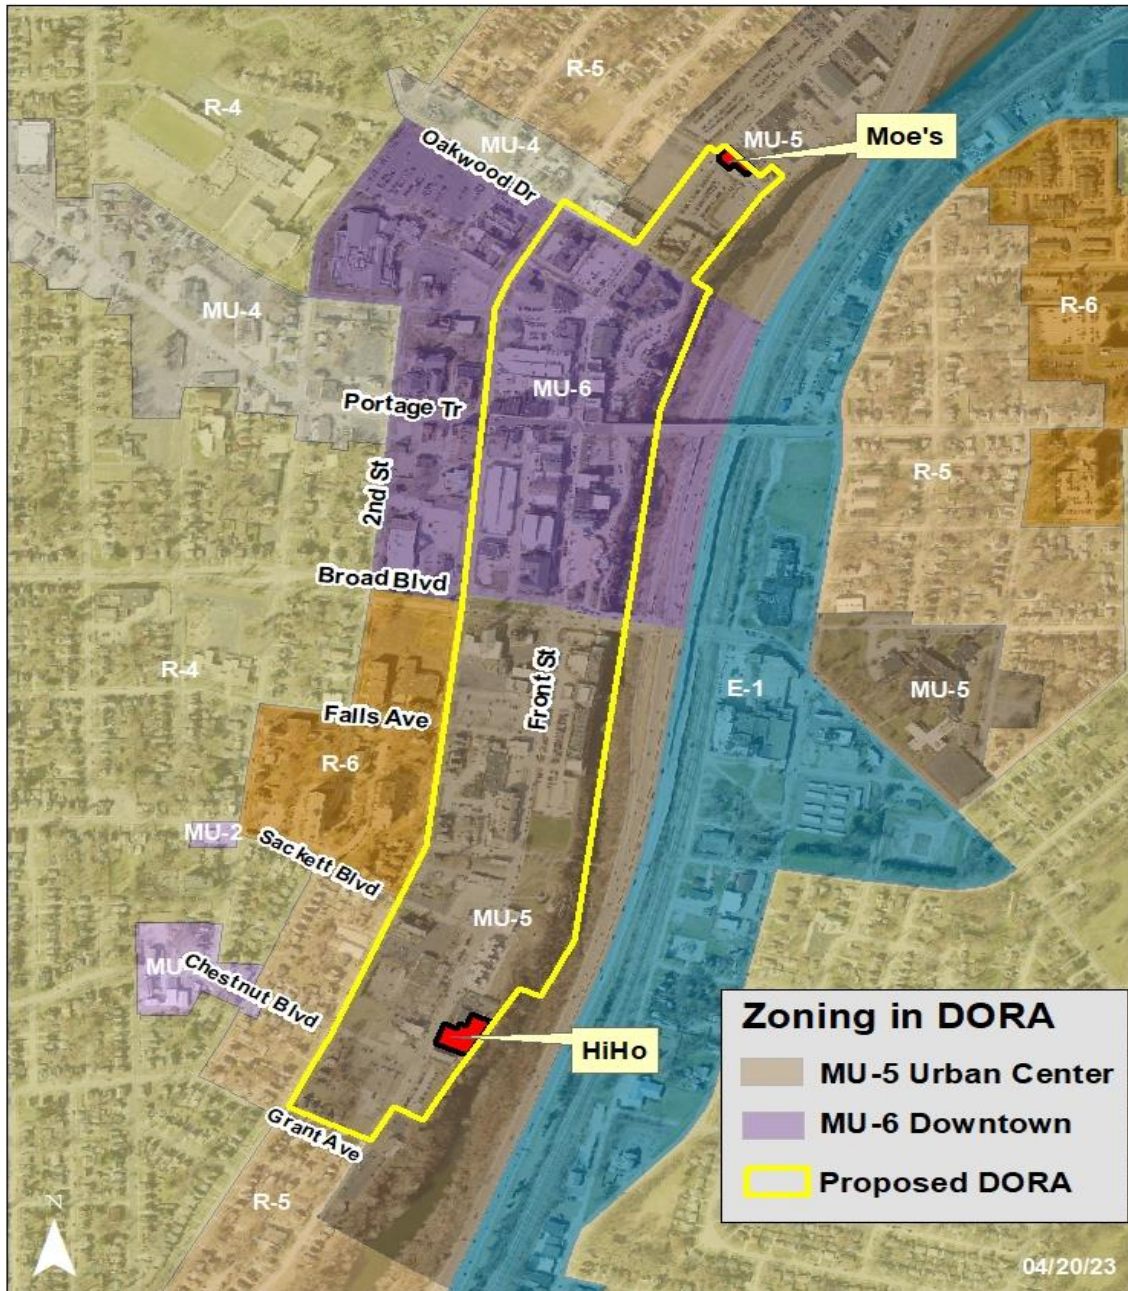 R-5
R-4
MU-4
MU-5
Moe's
Oakwood Dr
MU-4
R-6
MU-6
Portage Tr
R-5
2nd St
Broad Blvd
R-4
Front St
E-1
MU-5
Falls Ave
R-6
MU-2
Sackett Blvd
MU-5
MU
Chestnut Blvd
HiHo
Grant Ave
R-5
N
Zoning in DORA
MU-5 Urban Center
MU-6 Downtown
Proposed DORA
04/20/23